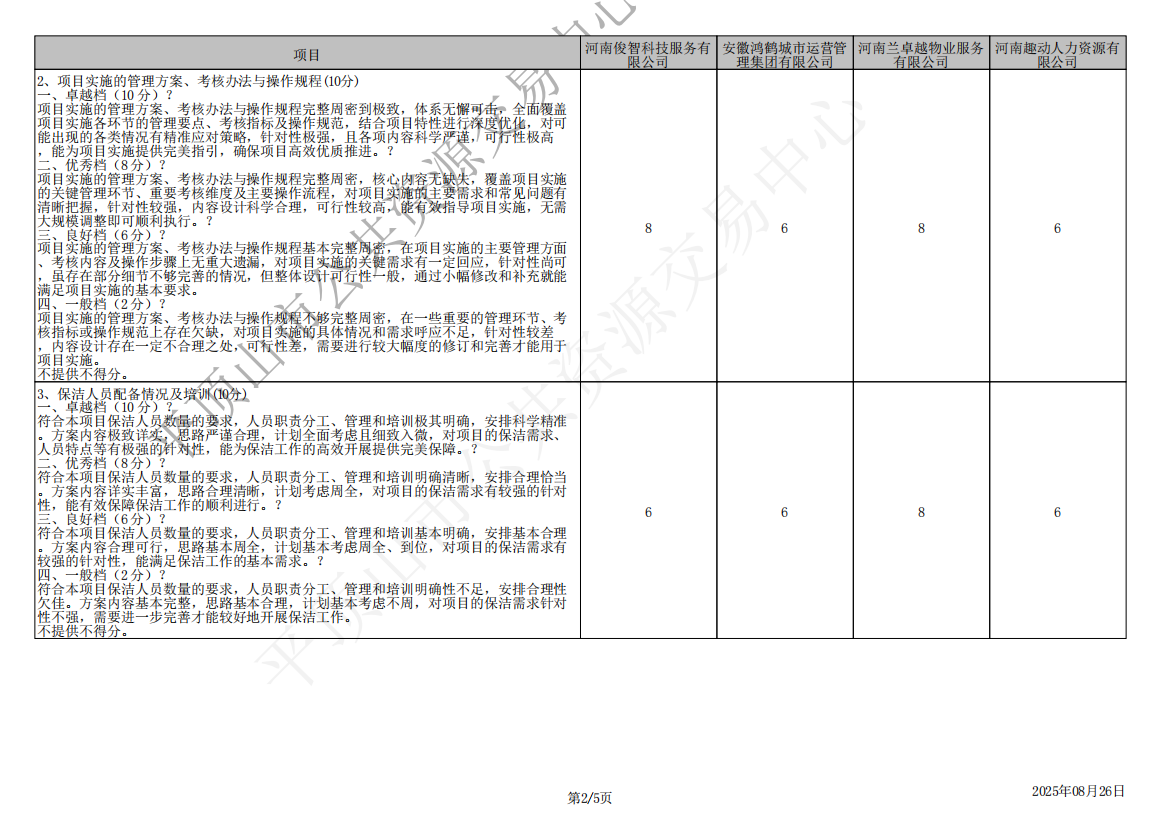 项目
河南俊智科技服务有
限公司
安徽鸿鹤城市运营管
理集团有限公司
河南兰卓越物业服务
有限公司
河南趣动人力资源有
限公司
2、项目实施的管理方案、考核办法与操作规程(10分)
一、卓越档（10 分）?
项目实施的管理方案、考核办法与操作规程完整周密到极致，体系无懈可击，全面覆盖
项目实施各环节的管理要点、考核指标及操作规范，结合项目特性进行深度优化，对可
能出现的各类情况有精准应对策略，针对性极强，且各项内容科学严谨，可行性极高
，能为项目实施提供完美指引，确保项目高效优质推进。?
二、优秀档（8 分）?
项目实施的管理方案、考核办法与操作规程完整周密，核心内容无缺失，覆盖项目实施
的关键管理环节、重要考核维度及主要操作流程，对项目实施的主要需求和常见问题有
清晰把握，针对性较强，内容设计科学合理，可行性较高，能有效指导项目实施，无需
大规模调整即可顺利执行。?
三、良好档（6 分）?
项目实施的管理方案、考核办法与操作规程基本完整周密，在项目实施的主要管理方面
、考核内容及操作步骤上无重大遗漏，对项目实施的关键需求有一定回应，针对性尚可
，虽存在部分细节不够完善的情况，但整体设计可行性一般，通过小幅修改和补充就能
满足项目实施的基本要求。
四、一般档（2 分）?
项目实施的管理方案、考核办法与操作规程不够完整周密，在一些重要的管理环节、考
核指标或操作规范上存在欠缺，对项目实施的具体情况和需求呼应不足，针对性较差
，内容设计存在一定不合理之处，可行性差，需要进行较大幅度的修订和完善才能用于
项目实施。
不提供不得分。
8
6
8
6
3、保洁人员配备情况及培训(10分)
一、卓越档（10 分）?
符合本项目保洁人员数量的要求，人员职责分工、管理和培训极其明确，安排科学精准
。方案内容极致详实，思路严谨合理，计划全面考虑且细致入微，对项目的保洁需求、
人员特点等有极强的针对性，能为保洁工作的高效开展提供完美保障。?
二、优秀档（8 分）?
符合本项目保洁人员数量的要求，人员职责分工、管理和培训明确清晰，安排合理恰当
。方案内容详实丰富，思路合理清晰，计划考虑周全，对项目的保洁需求有较强的针对
性，能有效保障保洁工作的顺利进行。?
三、良好档（6 分）?
符合本项目保洁人员数量的要求，人员职责分工、管理和培训基本明确，安排基本合理
。方案内容合理可行，思路基本周全，计划基本考虑周全、到位，对项目的保洁需求有
较强的针对性，能满足保洁工作的基本需求。?
四、一般档（2 分）?
符合本项目保洁人员数量的要求，人员职责分工、管理和培训明确性不足，安排合理性
欠佳。方案内容基本完整，思路基本合理，计划基本考虑不周，对项目的保洁需求针对
性不强，需要进一步完善才能较好地开展保洁工作。
不提供不得分。
6
6
8
6
平顶山市公共资源交易中心
平顶山市公共资源交易中心
第2/5页
2025年08月26日